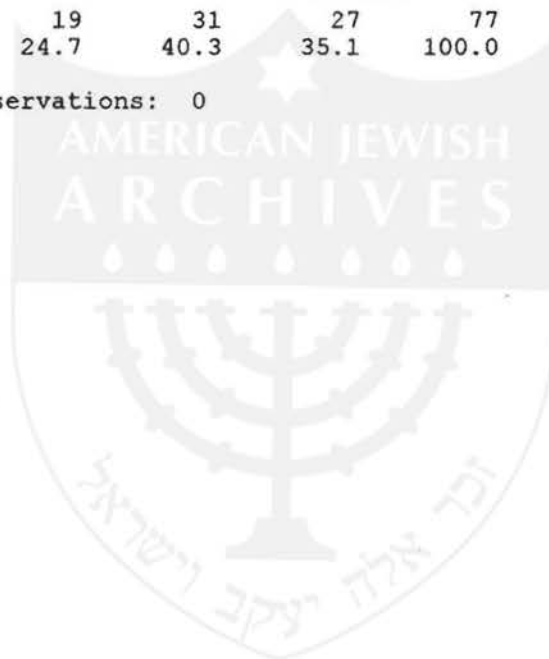 19 31 27 77
24.7 40.3 35.1 100.0
servations: 0
AMERICAN JEWISH
ARCHIVES
זכר אלה יעקב וישראל